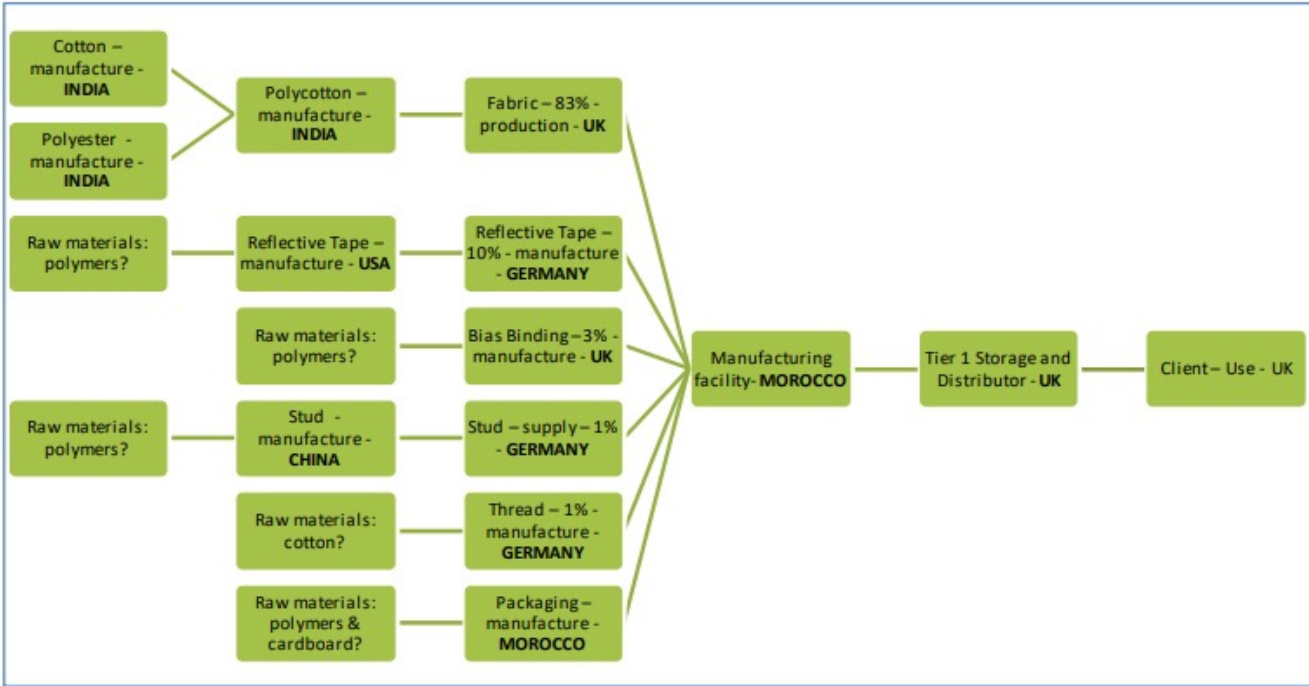 Cotton –
manufacture -
INDIA
Polyester -
manufacture -
INDIA
Polycotton –
manufacture -
INDIA
Fabric – 83% -
production - UK
Raw materials:
polymers?
Reflective Tape –
manufacture - USA
Reflective Tape –
10% - manufacture
- GERMANY
Raw materials:
polymers?
Bias Binding – 3% -
manufacture - UK
Manufacturing
facility- MOROCCO
Tier 1 Storage and
Distributor - UK
Client – Use - UK
Raw materials:
polymers?
Stud -
manufacture -
CHINA
Stud – supply – 1%
- GERMANY
Raw materials:
cotton?
Thread – 1% -
manufacture -
GERMANY
Raw materials:
polymers &
cardboard?
Packaging –
manufacture -
MOROCCO